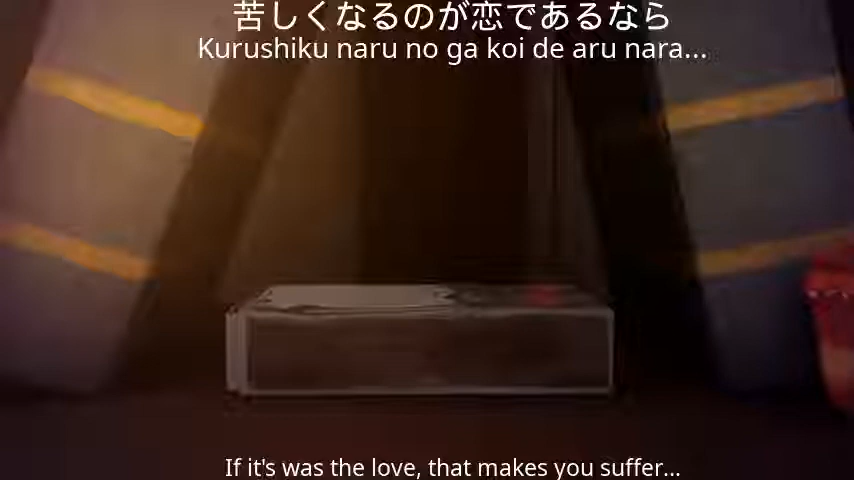 苦しくなるのが恋であるなら
Kurushiku naru no ga koi de aru nara...
If it's was the love, that makes you suffer...